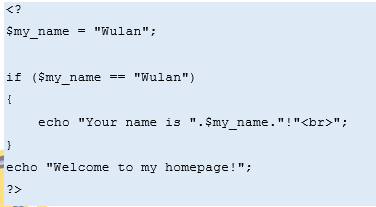 <?
$my_name = "Wulan";
if ($my_name == "Wulan")
{
echo "Your name is ".$my_name."!"<br>";
}
echo "Welcome to my homepage!";
?>